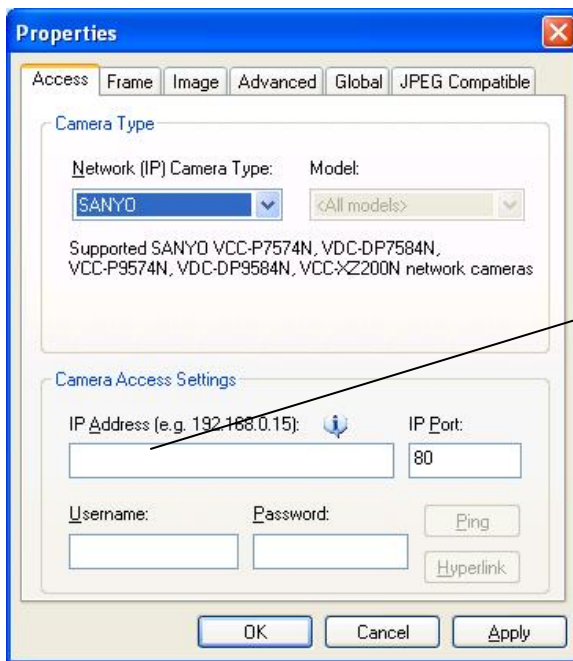 Properties
Access Frame Image Advanced Global JPEG Compatible
Camera Type
Network (IP) Camera Type: Model:
SANYO <All models>
Supported SANYO VCC-P7574N, VDC-DP7584N,
VCC-P9574N, VDC-DP9584N, VCC-XZ200N network cameras
Camera Access Settings
IP Address (e.g. 192.168.0.15): IP Port:
80
Username: Password: Ping
Hyperlink
OK Cancel Apply